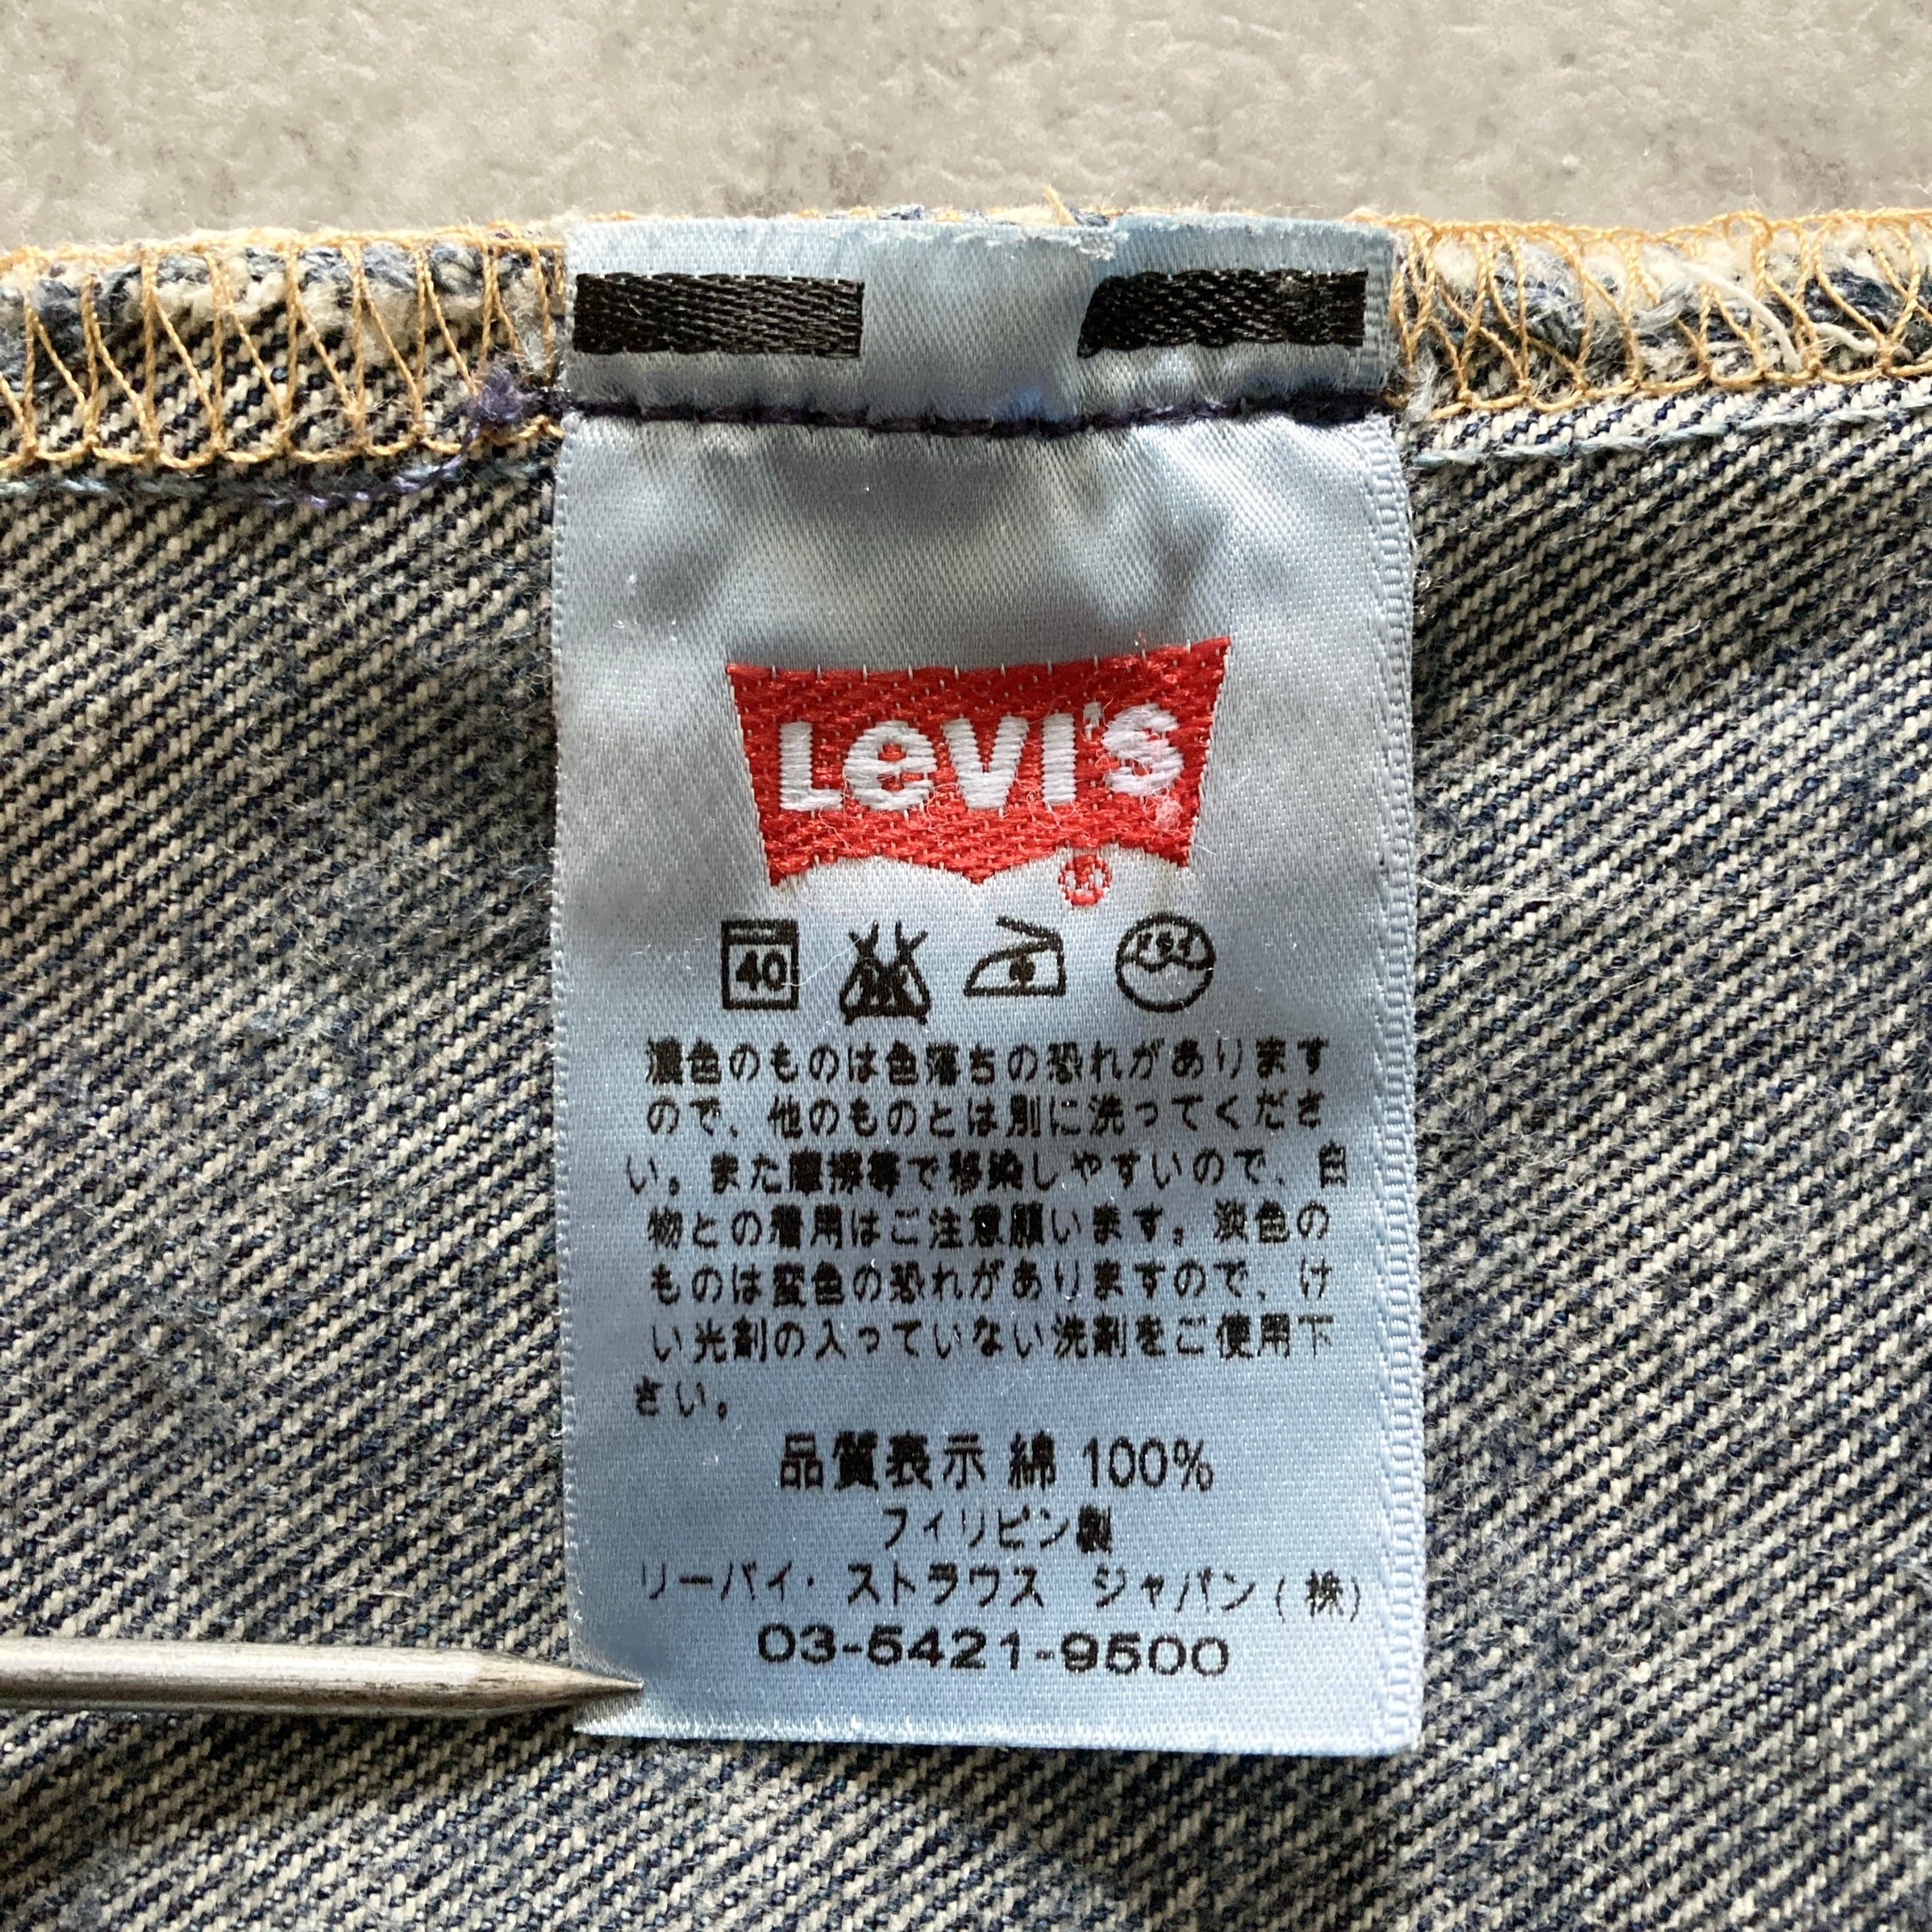 Levi's
40
濃色のものは色落ちの恐れがあります
ので、他のものとは別に洗ってくださ
い。また摩擦等で移染しやすいので、白
物との着用はご注意願います。淡色の
ものは変色の恐れがありますので、け
い光剤の入っていない洗剤をご使用下
さい。
品質表示 綿 100%
フィリピン製
リーバイ・ストラウス ジャパン(株)
03-5421-9500